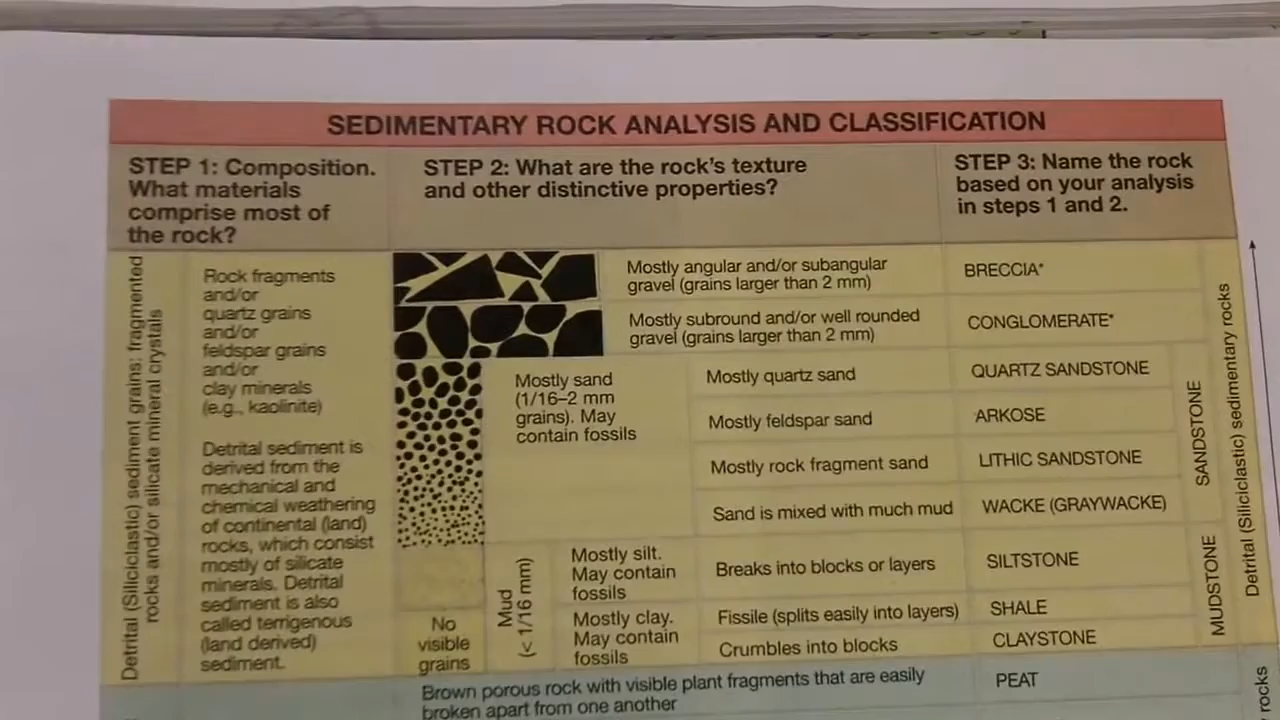 SEDIMENTARY ROCK ANALYSIS AND CLASSIFICATION
STEP 1: Composition.
What materials
comprise most of
the rock?
STEP 2: What are the rock's texture
and other distinctive properties?
STEP 3: Name the rock
based on your analysis
in steps 1 and 2.
Detrital (Siliciclastic) sediment grains: fragmented
rocks and/or silicate mineral crystals
Rock fragments
and/or
quartz grains
and/or
feldspar grains
and/or
clay minerals
(e.g., kaolinite)
Detrital sediment is
derived from the
mechanical and
chemical weathering
of continental (land)
rocks, which consist
mostly of silicate
minerals. Detrital
sediment is also
called terrigenous
(land derived)
sediment.
Mostly angular and/or subangular
gravel (grains larger than 2 mm)
BRECCIA*
Mostly subround and/or well rounded
gravel (grains larger than 2 mm)
CONGLOMERATE*
Mostly sand
(1/16–2 mm
grains). May
contain fossils
Mostly quartz sand
QUARTZ SANDSTONE
Mostly feldspar sand
ARKOSE
Mostly rock fragment sand
LITHIC SANDSTONE
Sand is mixed with much mud
WACKE (GRAYWACKE)
SANDSTONE
No
visible
grains
Mud
(< 1/16 mm)
Mostly silt.
May contain
fossils
Breaks into blocks or layers
SILTSTONE
Mostly clay.
May contain
fossils
Fissile (splits easily into layers)
SHALE
Crumbles into blocks
CLAYSTONE
MUDSTONE
Detrital (Siliciclastic) sedimentary rocks
Brown porous rock with visible plant fragments that are easily
broken apart from one another
PEAT
rocks